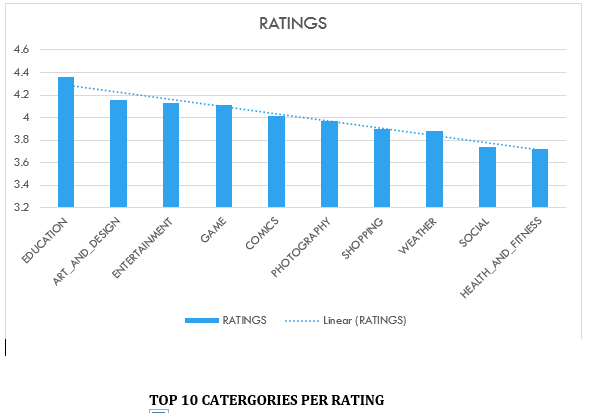 RATINGS
4.6
4.4
4.2
4
3.8
3.6
3.4
3.2
EDUCATION
ART_AND_DESIGN
ENTERTAINMENT
GAME
COMICS
PHOTOGRAPHY
SHOPPING
WEATHER
SOCIAL
HEALTH_AND_FITNESS
RATINGS Linear (RATINGS)
TOP 10 CATERGORIES PER RATING